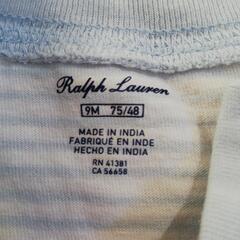 Ralph Lauren
9M 75/48
MADE IN INDIA
FABRIQUÉ EN INDE
HECHO EN INDIA
RN 41381
CA 56658